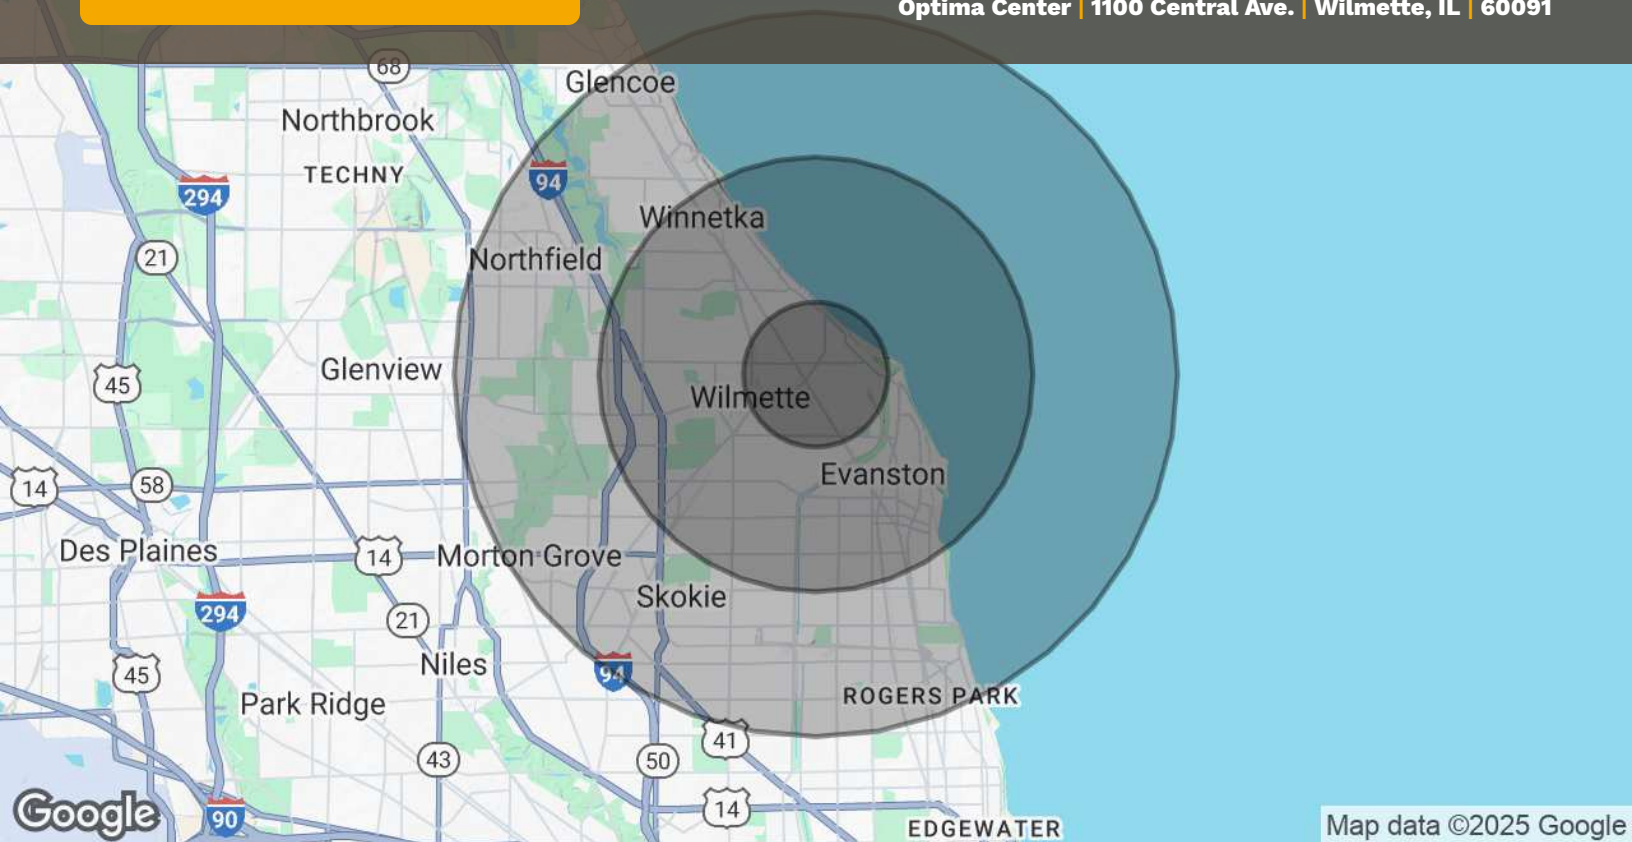 Optima Center | 1100 Central Ave. | Wilmette, IL | 60091
68
Glencoe
Northbrook
TECHNY
94
294
Winnetka
21
Northfield
Glenview
45
Wilmette
Evanston
14
58
Des Plaines
14
Morton Grove
Skokie
294
21
Niles
94
45
ROGERS PARK
Park Ridge
41
43
50
14
Google
90
EDGEWATER
Map data ©2025 Google